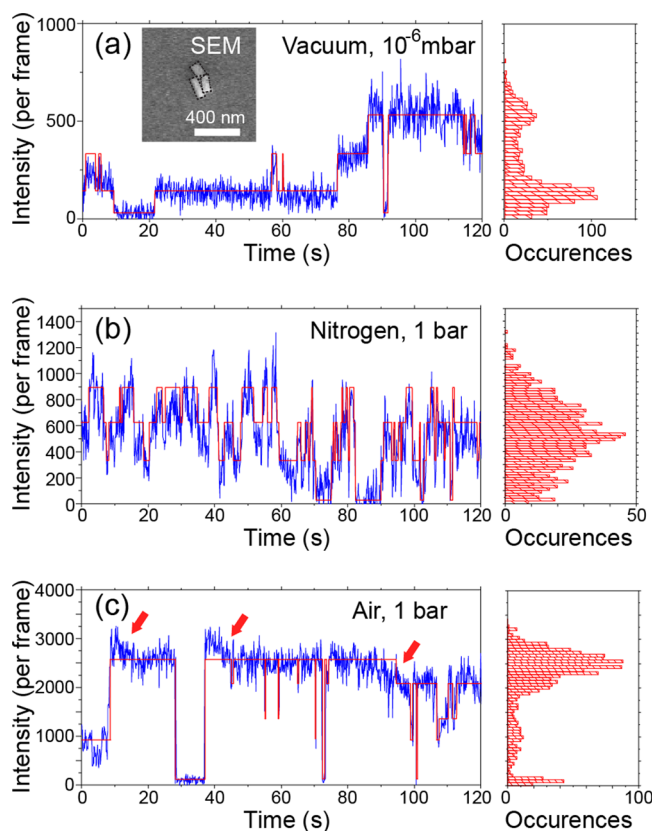 (a)
SEM
400 nm
Vacuum, 10⁻⁶mbar
Intensity (per frame)
1000
500
250
0
0 20 40 60 80 100 120
Time (s)
0 100
Occurences
(b)
Nitrogen, 1 bar
Intensity (per frame)
1400
1200
1000
800
600
400
200
0
0 20 40 60 80 100 120
Time (s)
0 50
Occurences
(c)
Air, 1 bar
Intensity (per frame)
4000
3000
2000
1000
0
0 20 40 60 80 100 120
Time (s)
0 100
Occurences